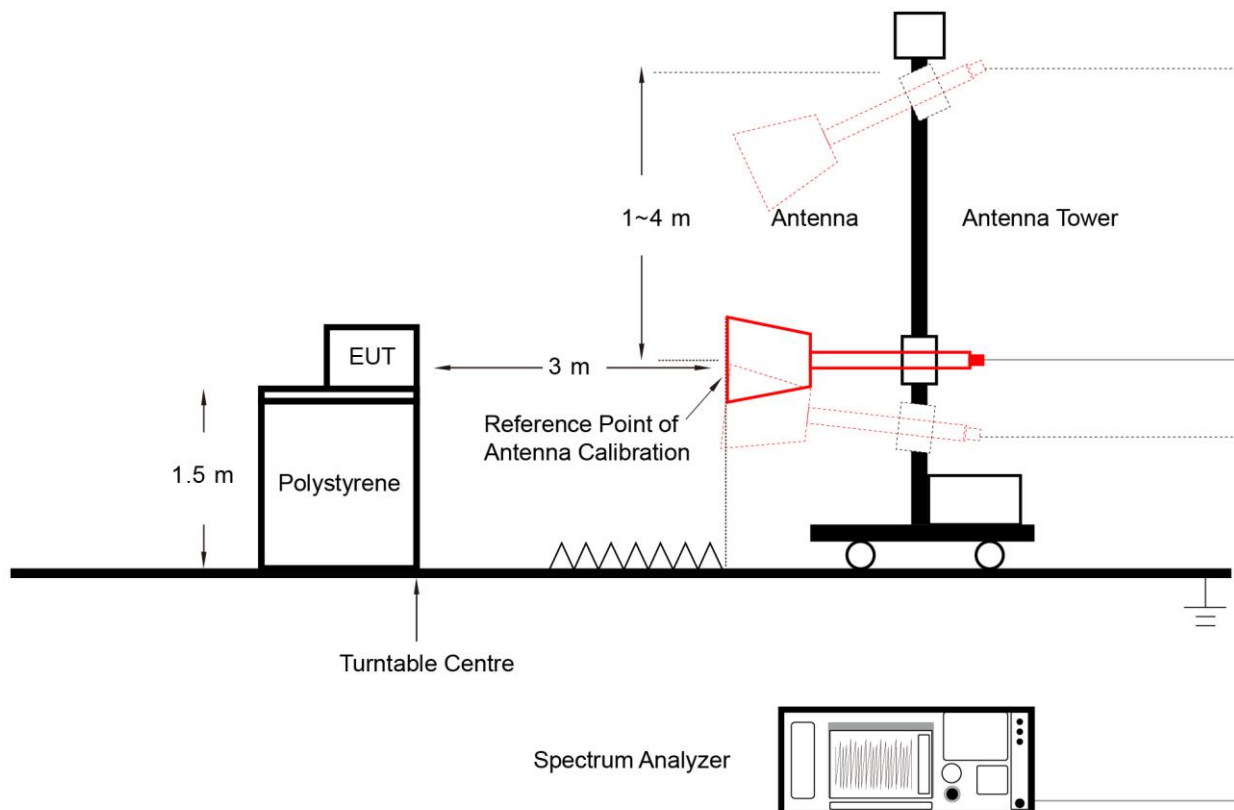 1~4 m
Antenna
Antenna Tower
EUT
3 m
Reference Point of
Antenna Calibration
1.5 m
Polystyrene
Turntable Centre
Spectrum Analyzer